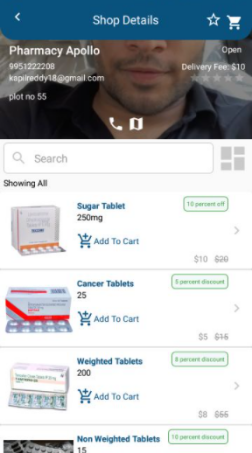 Shop Details
Pharmacy Apollo
Open
9951222208
Delivery Fee: $10
kapilreddy18@gmail.com
plot no 55
Search
Showing All
Sugar Tablet
10 percent off
250mg
Add To Cart
$10 $20
Cancer Tablets
5 percent discount
25
Add To Cart
$5 $15
Weighted Tablets
8 percent discount
200
Add To Cart
$8 $55
Non Weighted Tablets
10 percent discount
15